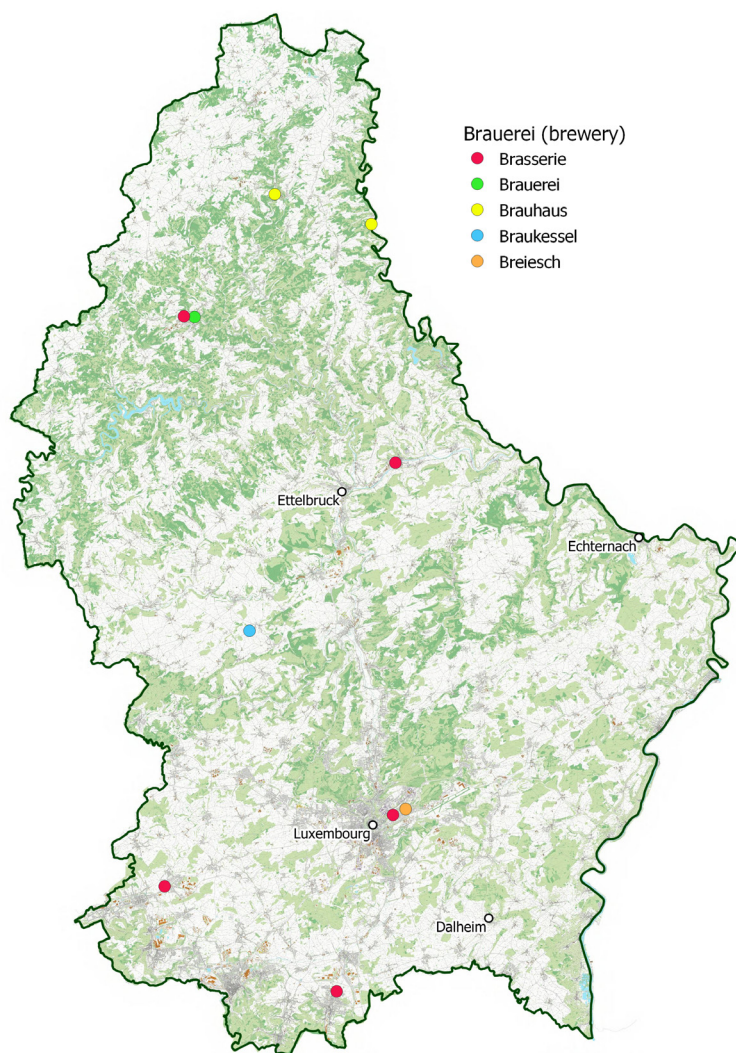 Brauerei (brewery)
Brasserie
Brauerei
Brauhaus
Braukessel
Breiesch
Ettelbruck
Echternach
Luxembourg
Dalheim